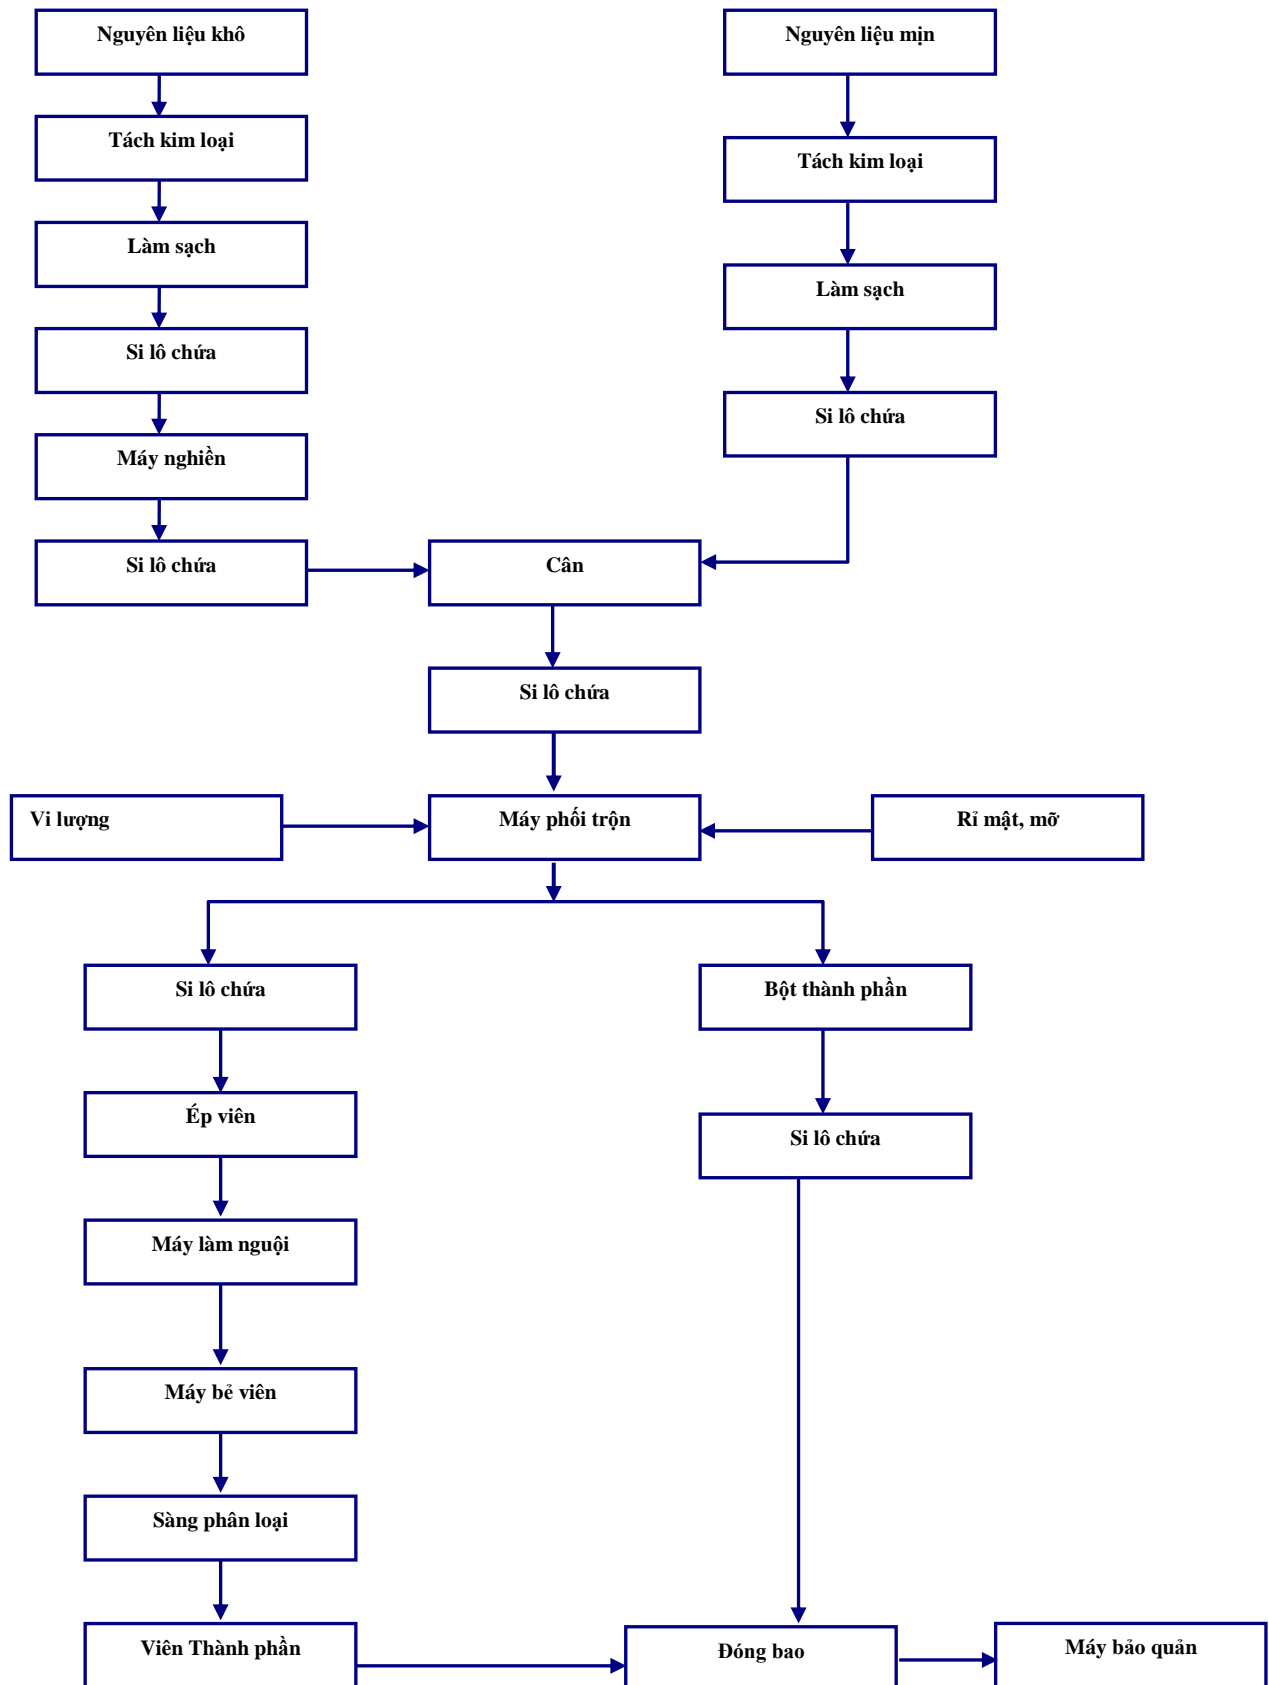 Nguyên liệu khô
Nguyên liệu mịn
Tách kim loại
Tách kim loại
Làm sạch
Làm sạch
Si lô chứa
Si lô chứa
Máy nghiền
Si lô chứa
Cân
Si lô chứa
Vi lượng
Máy phối trộn
Rỉ mật, mỡ
Si lô chứa
Bột thành phần
Ép viên
Si lô chứa
Máy làm nguội
Máy bẻ viên
Sàng phân loại
Viên Thành phần
Đóng bao
Máy bảo quản